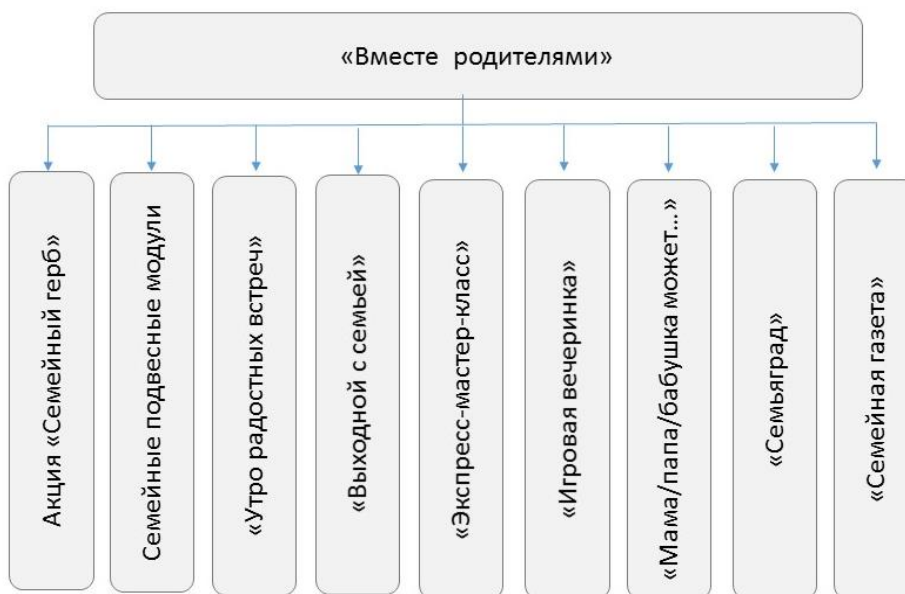 «Вместе родителями»
Акция «Семейный герб»
Семейные подвесные модули
«Утро радостных встреч»
«Выходной с семьей»
«Экспресс-мастер-класс»
«Игровая вечеринка»
«Мама/папа/бабушка может...»
«Семьяград»
«Семейная газета»